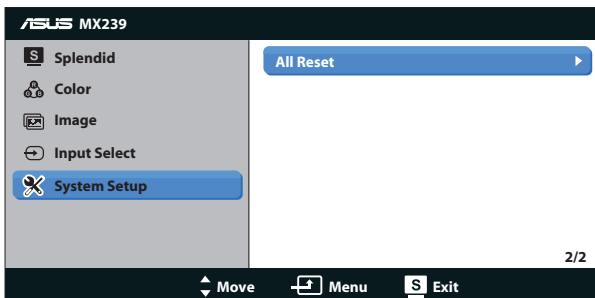 ASUS MX239
S Splendid
Color
Image
Input Select
System Setup
All Reset
2/2
Move Menu S Exit